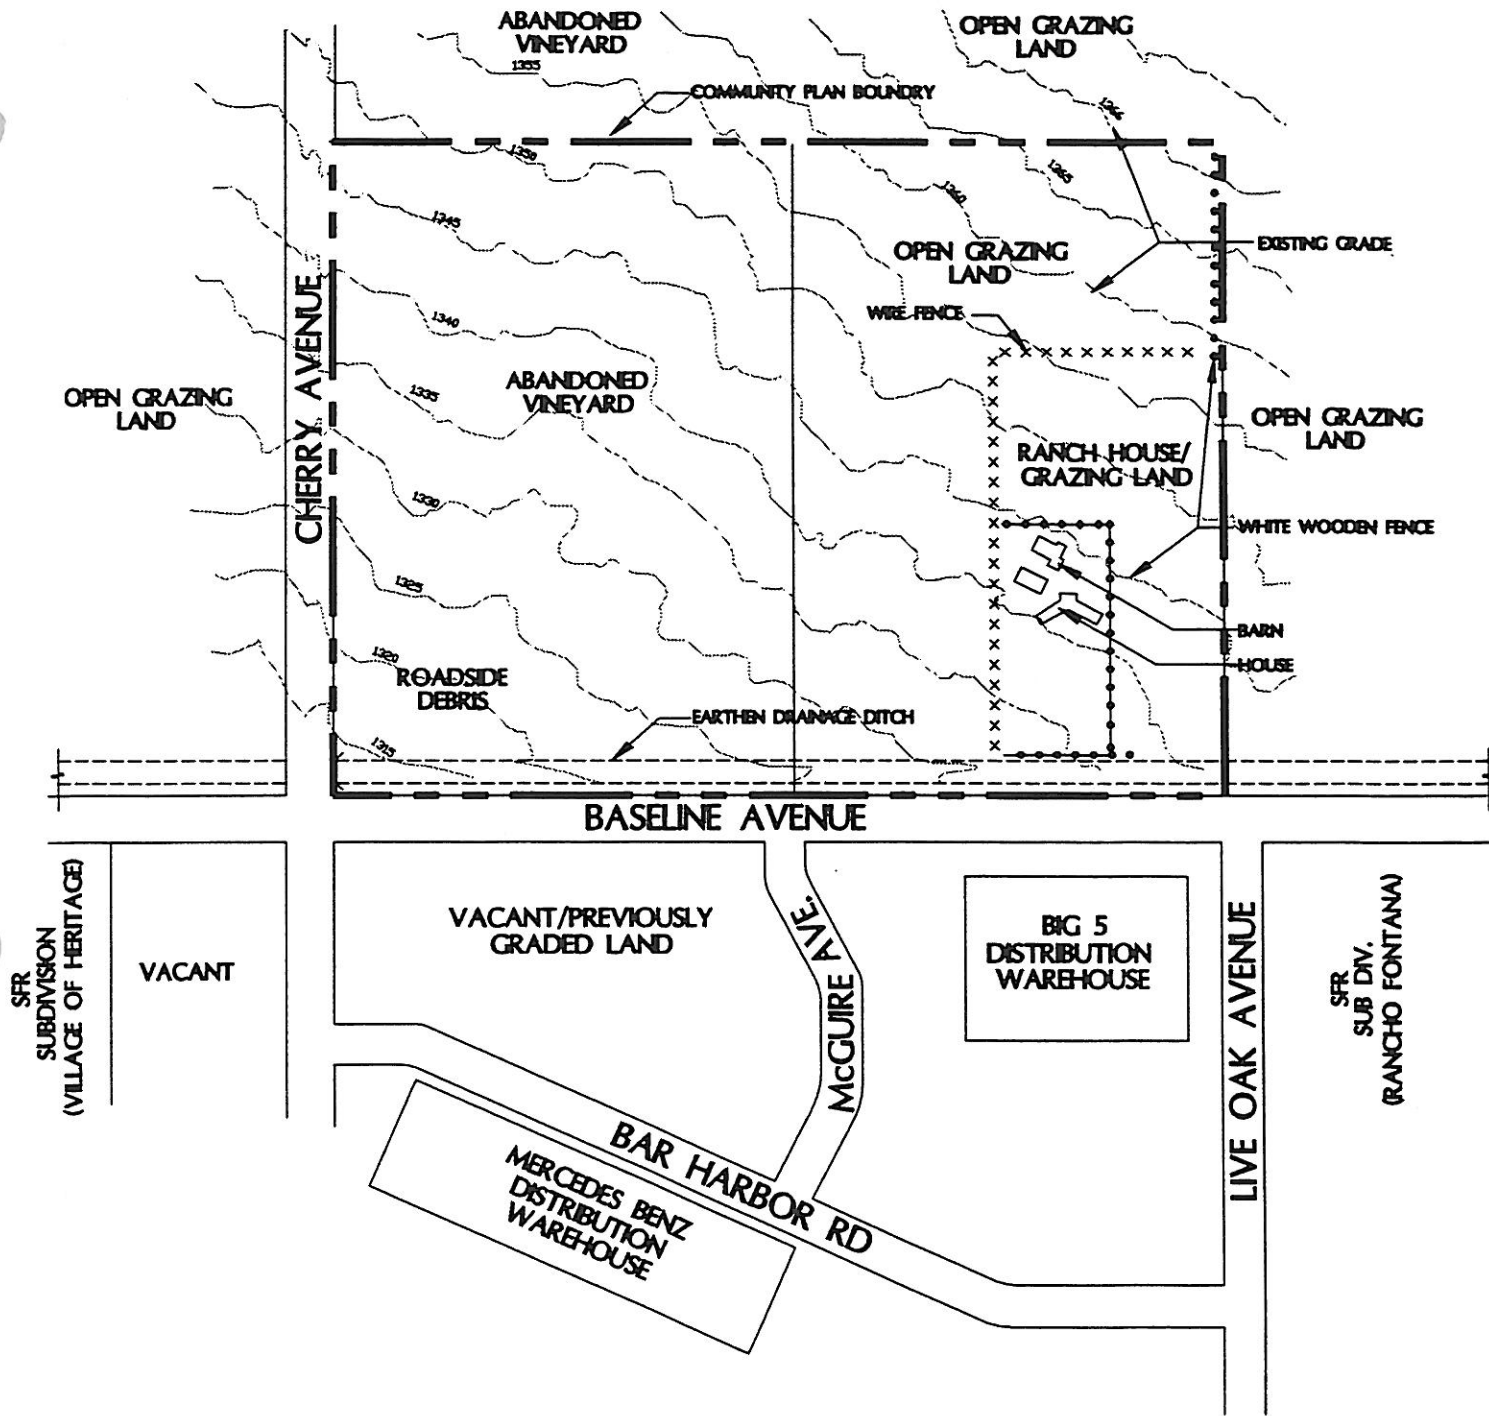 ABANDONED
VINEYARD
OPEN GRAZING
LAND
1355
COMMUNITY PLAN BOUNDRY
1366
1350
1365
1360
1345
OPEN GRAZING
LAND
EXISTING GRADE
WIRE FENCE
1340
CHERRY AVENUE
OPEN GRAZING
LAND
1335
ABANDONED
VINEYARD
OPEN GRAZING
LAND
RANCH HOUSE/
GRAZING LAND
1330
WHITE WOODEN FENCE
1325
BARN
HOUSE
1320
ROADSIDE
DEBRIS
EARTHEN DRAINAGE DITCH
1315
BASELINE AVENUE
SFR
SUBDIVISION
(VILLAGE OF HERITAGE)
VACANT
VACANT/PREVIOUSLY
GRADED LAND
McGUIRE AVE.
BIG 5
DISTRIBUTION
WAREHOUSE
LIVE OAK AVENUE
SFR
SUB DIV.
(RANCHO FONTANA)
BAR HARBOR RD
MERCEDES BENZ
DISTRIBUTION
WAREHOUSE